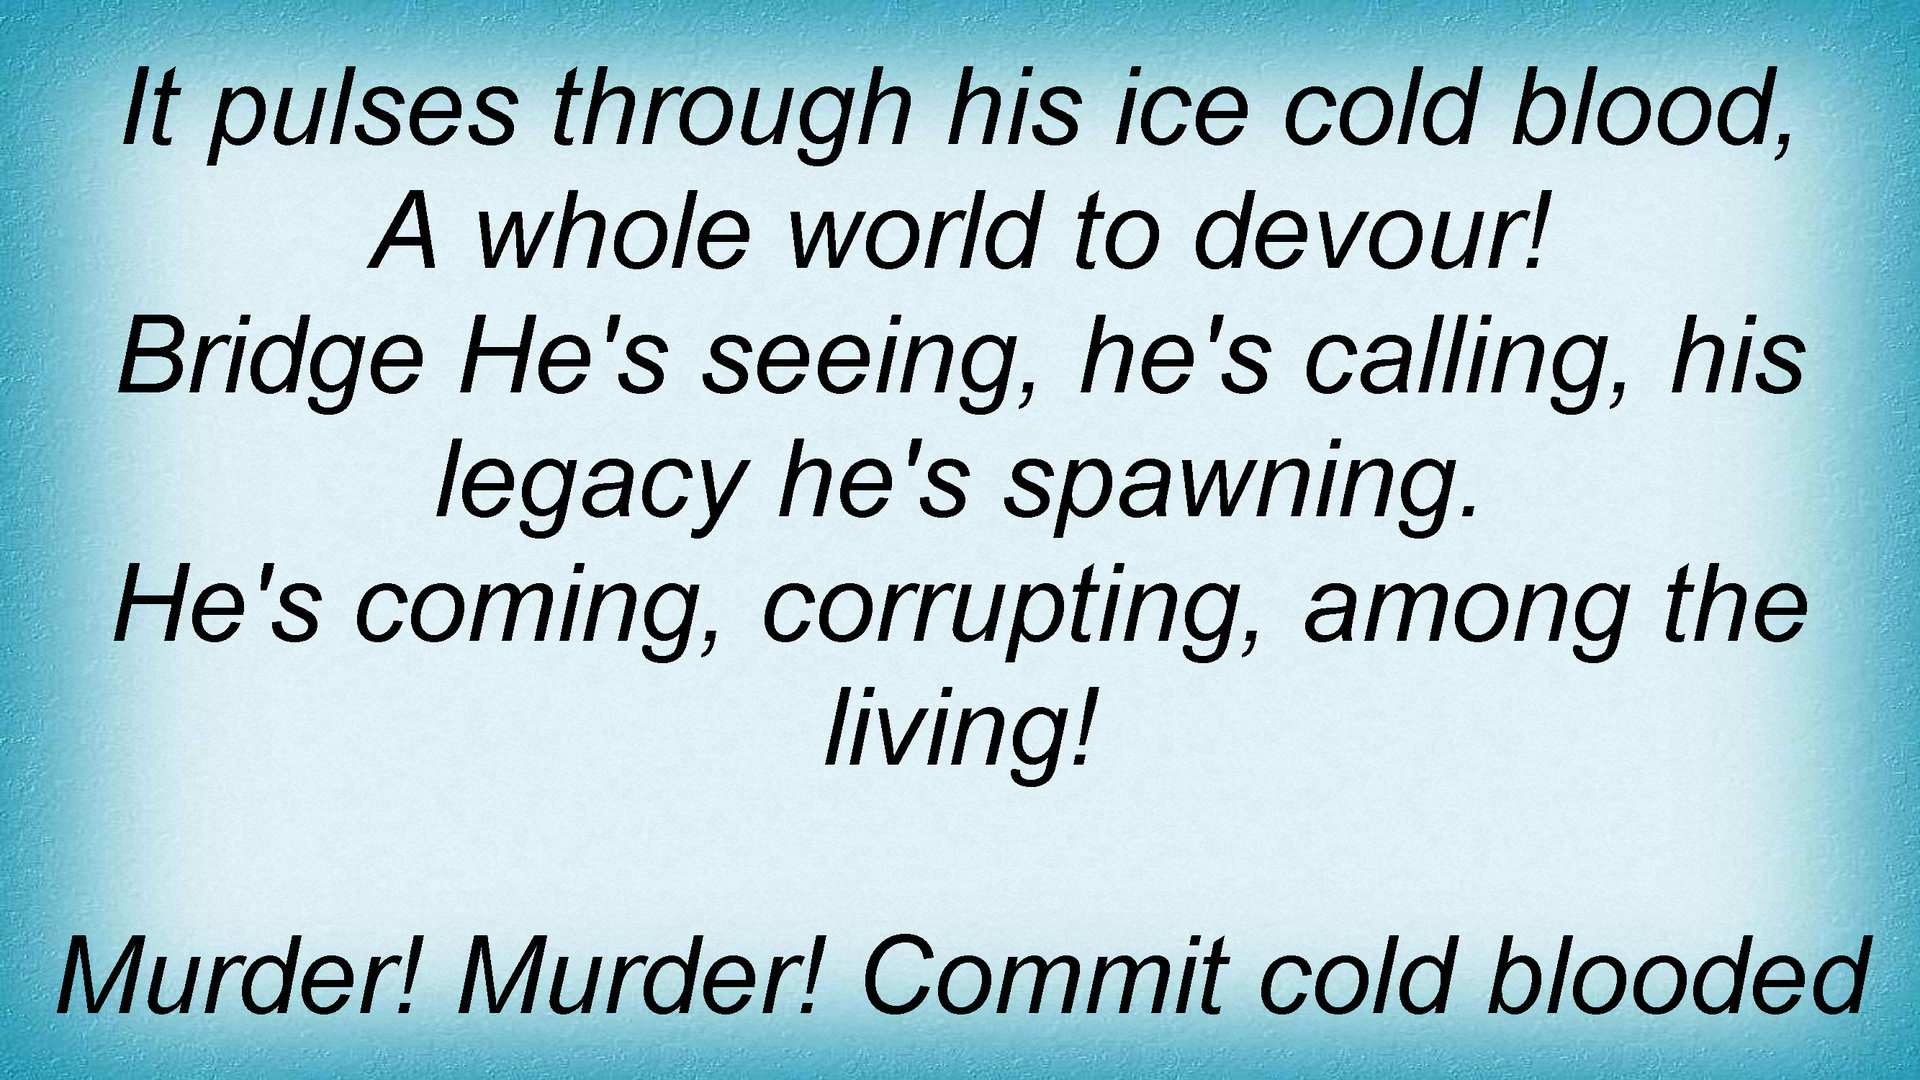 It pulses through his ice cold blood,
A whole world to devour!
Bridge He's seeing, he's calling, his
legacy he's spawning.
He's coming, corrupting, among the
living!
Murder! Murder! Commit cold blooded